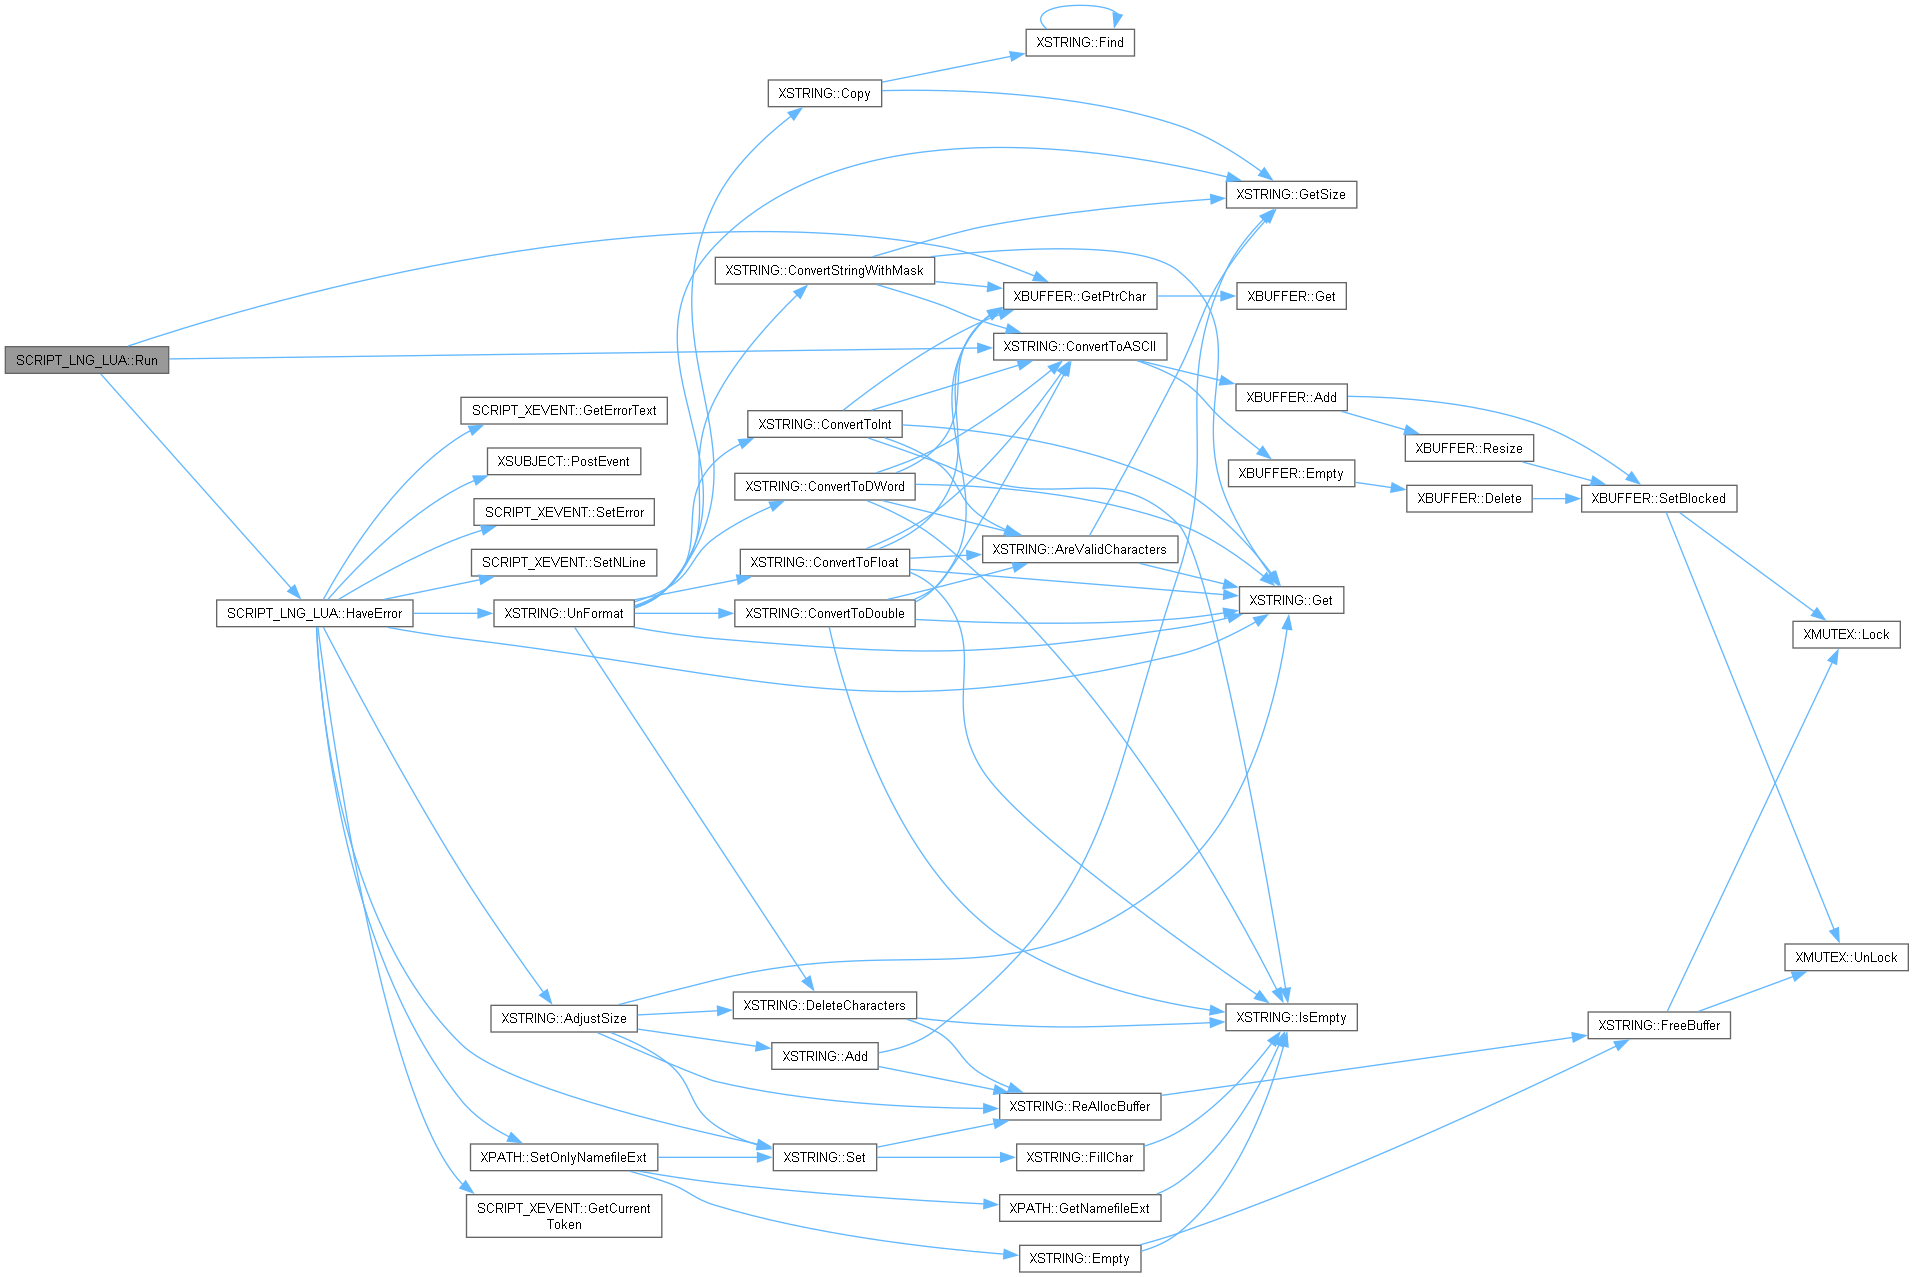 XSTRING::Find
XSTRING::Copy
XSTRING::GetSize
XSTRING::ConvertStringWithMask
XBUFFER::GetPtrChar
XBUFFER::Get
XSTRING::ConvertToASCII
SCRIPT_LNG_LUA::Run
XBUFFER::Add
SCRIPT_XEVENT::GetErrorText
XSTRING::ConvertToInt
XBUFFER::Resize
XSUBJECT::PostEvent
XBUFFER::Empty
XSTRING::ConvertToDWord
XBUFFER::Delete
XBUFFER::SetBlocked
SCRIPT_XEVENT::SetError
XSTRING::AreValidCharacters
SCRIPT_XEVENT::SetNLine
XSTRING::ConvertToFloat
XSTRING::Get
SCRIPT_LNG_LUA::HaveError
XSTRING::UnFormat
XSTRING::ConvertToDouble
XMUTEX::Lock
XMUTEX::UnLock
XSTRING::DeleteCharacters
XSTRING::AdjustSize
XSTRING::IsEmpty
XSTRING::FreeBuffer
XSTRING::Add
XSTRING::ReAllocBuffer
XPATH::SetOnlyNamefileExt
XSTRING::Set
XSTRING::FillChar
SCRIPT_XEVENT::GetCurrent
Token
XPATH::GetNamefileExt
XSTRING::Empty